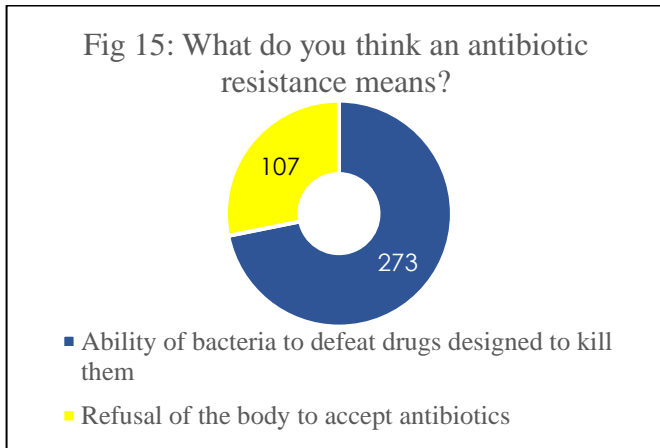 Fig 15: What do you think an antibiotic
resistance means?
107
273
Ability of bacteria to defeat drugs designed to kill
them
Refusal of the body to accept antibiotics